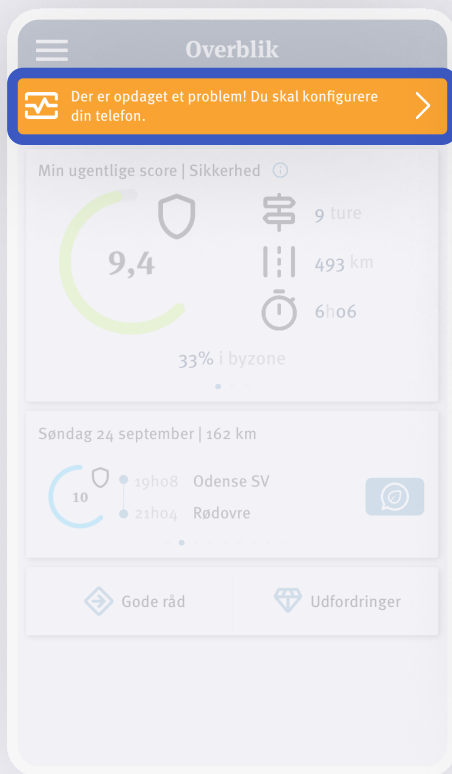 Overblik
Der er opdaget et problem! Du skal konfigurere
din telefon.
Min ugentlige score | Sikkerhed
9,4
9 ture
493 km
6h06
33% i byzone
Søndag 24 september | 162 km
10
19h08 Odense SV
21h04 Rødovre
Gode råd
Udfordringer